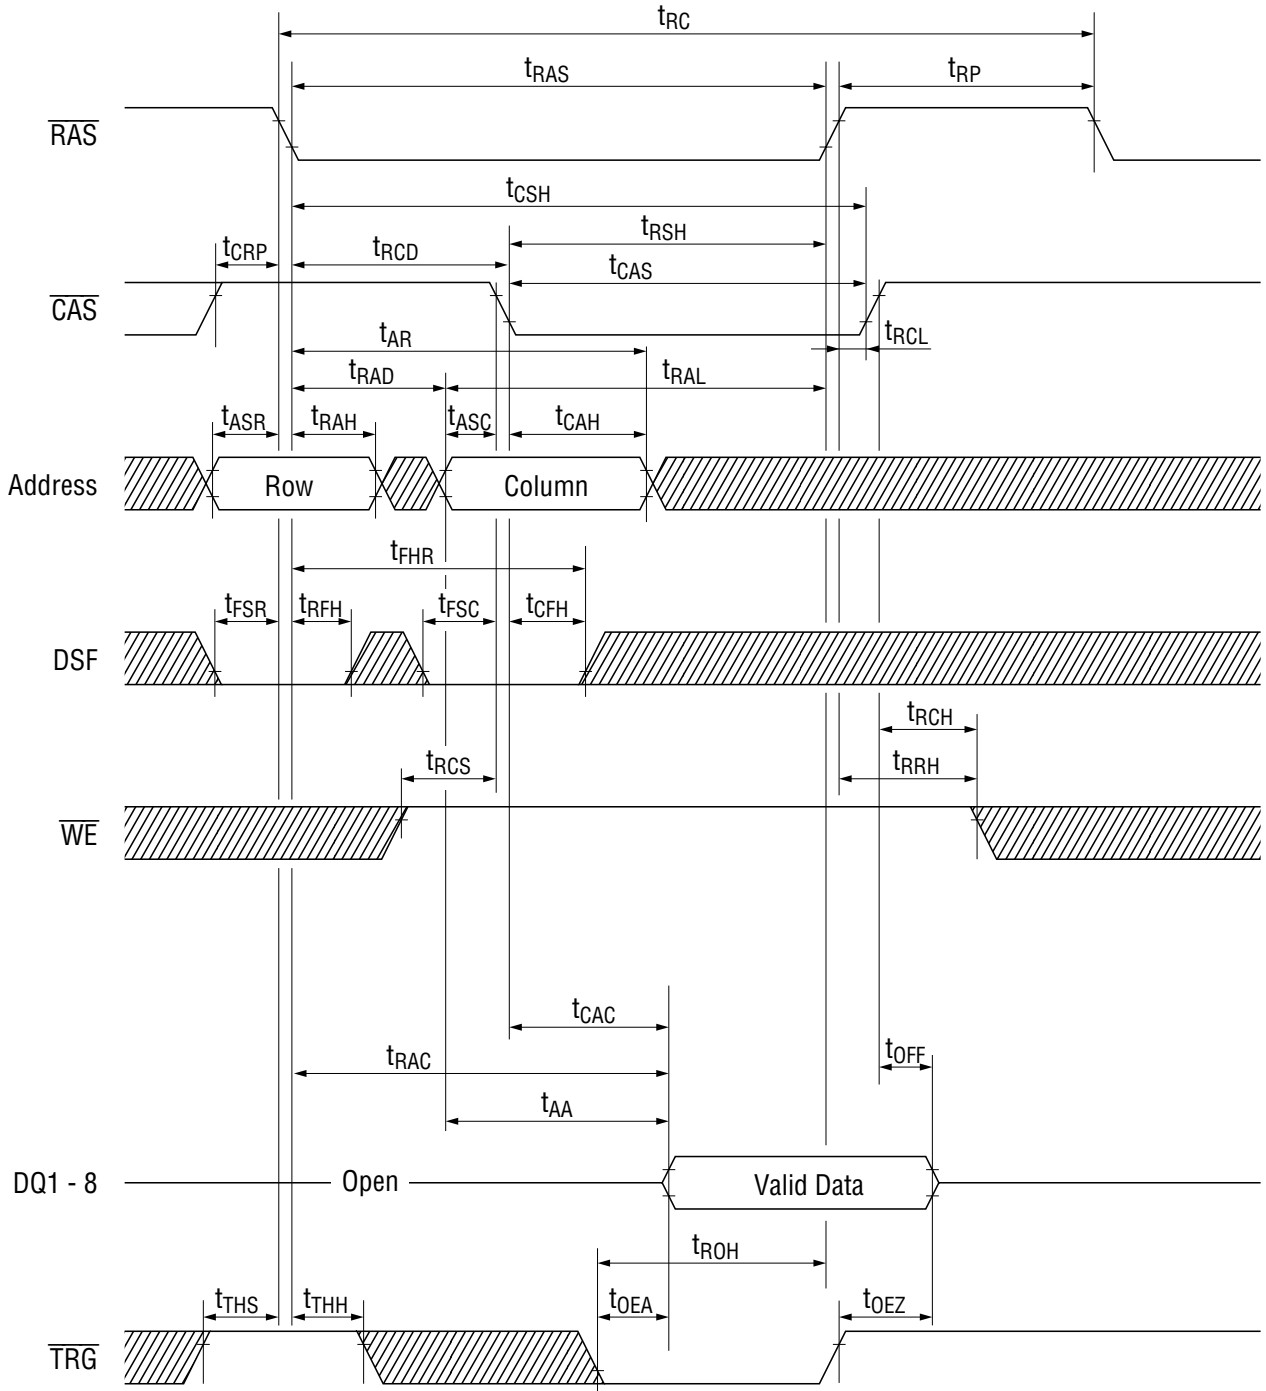 tRC
tRAS tRP
RAS
tCSH
tCRP tRCD tRSH
tCAS
CAS
tAR tRCL
tRAD tRAL
tASR tRAH tASC tCAH
Address Row Column
tFHR
tFSR tRFH tFSC tCFH
DSF
tRCH
tRCS tRRH
WE
tCAC
tRAC tOFF
tAA
DQ1 - 8 Open Valid Data
tROH
tTHS tTHH tOEA tOEZ
TRG